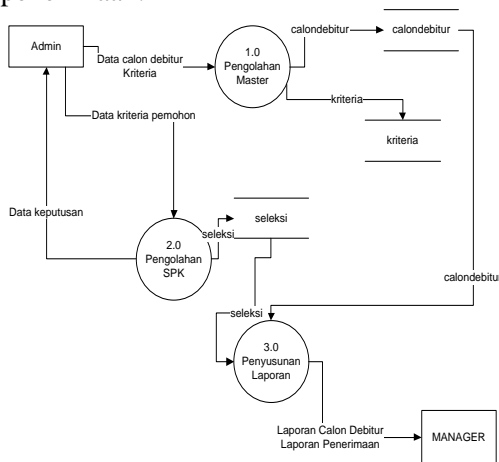 Admin
Data calon debitur
Kriteria
1.0
Pengolahan
Master
calondebitur
calondebitur
kriteria
kriteria
Data kriteria pemohon
Data keputusan
2.0
Pengolahan
SPK
seleksi
seleksi
calondebitur
seleksi
3.0
Penyusunan
Laporan
Laporan Calon Debitur
Laporan Penerimaan
MANAGER